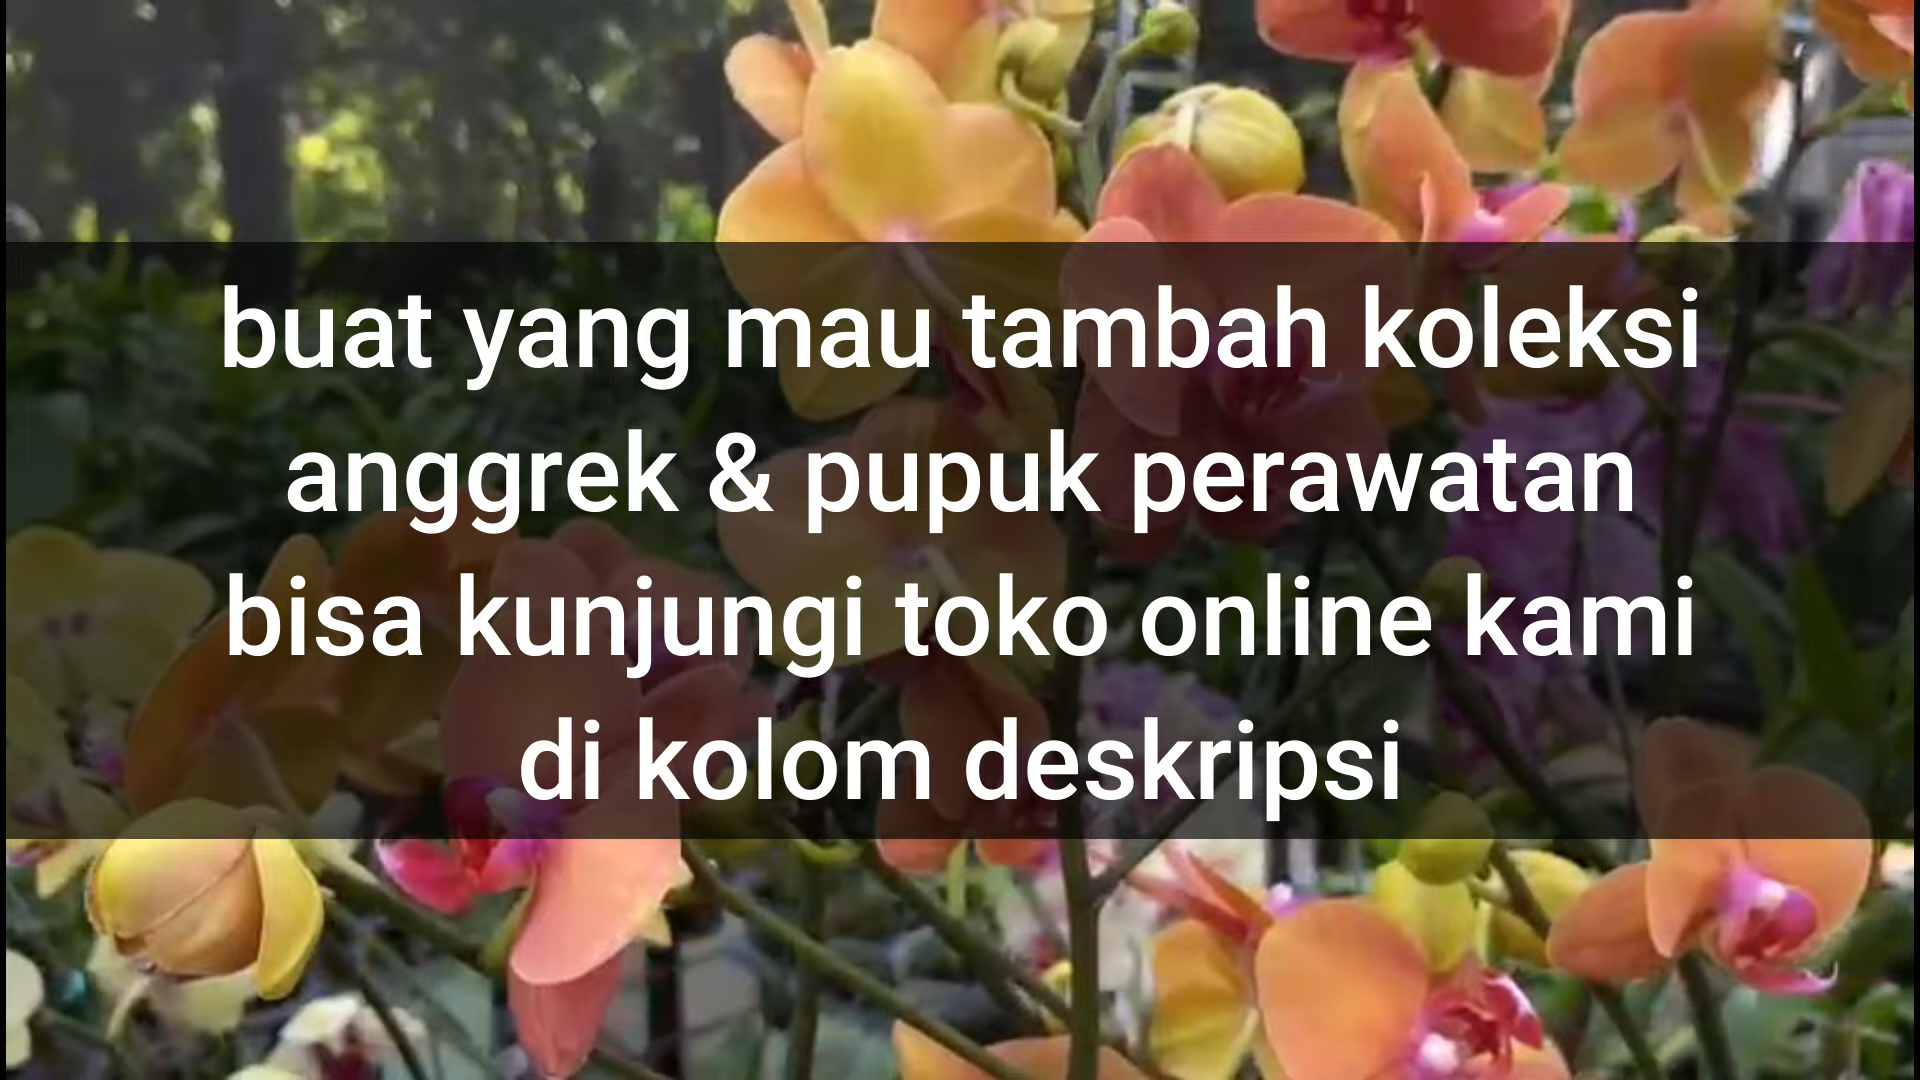 buat yang mau tambah koleksi
anggrek & pupuk perawatan
bisa kunjungi toko online kami
di kolom deskripsi